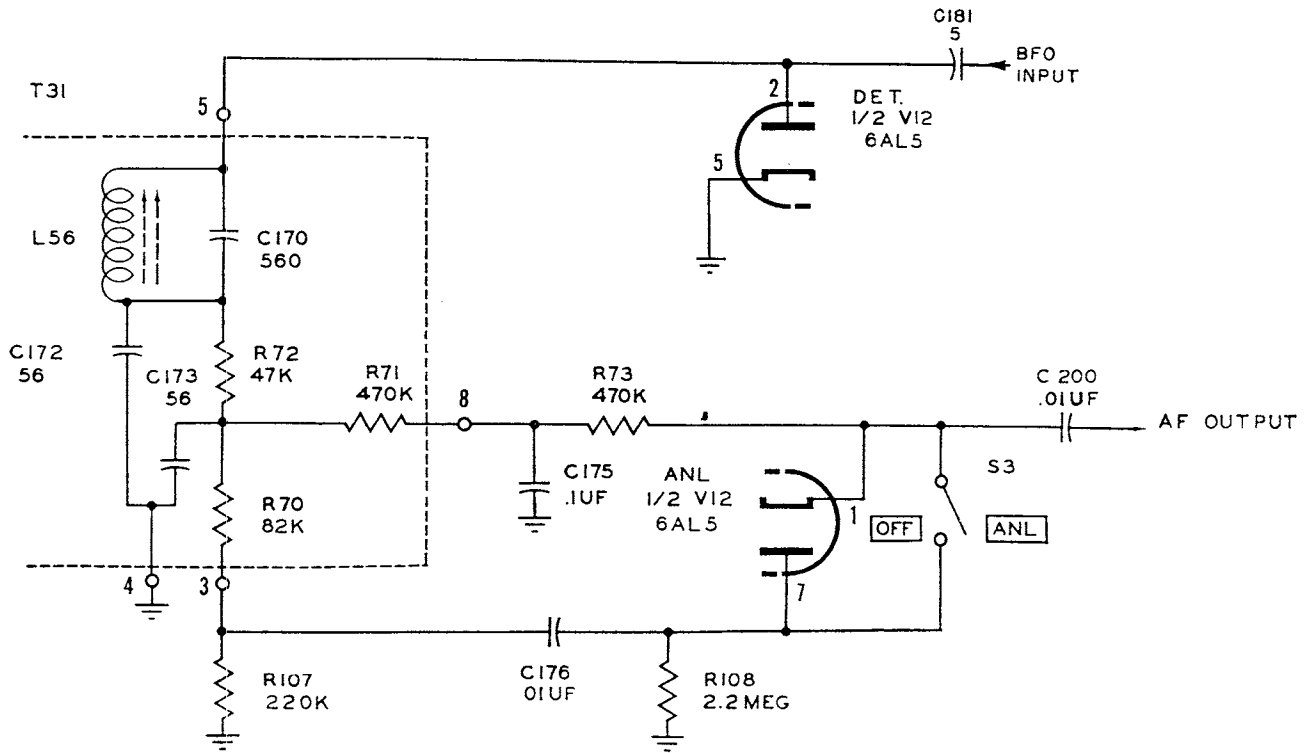 C181
5
BFO
INPUT
T31
5
2
DET.
1/2 V12
6AL5
5
L56
C170
560
C172
56
C173
56
R72
47K
R71
470K
8
R73
470K
C 200
.01UF
AF OUTPUT
C175
.1UF
ANL
1/2 V12
6AL5
1
S3
OFF
ANL
R70
82K
4
3
7
R107
220K
C176
01UF
R108
2.2MEG